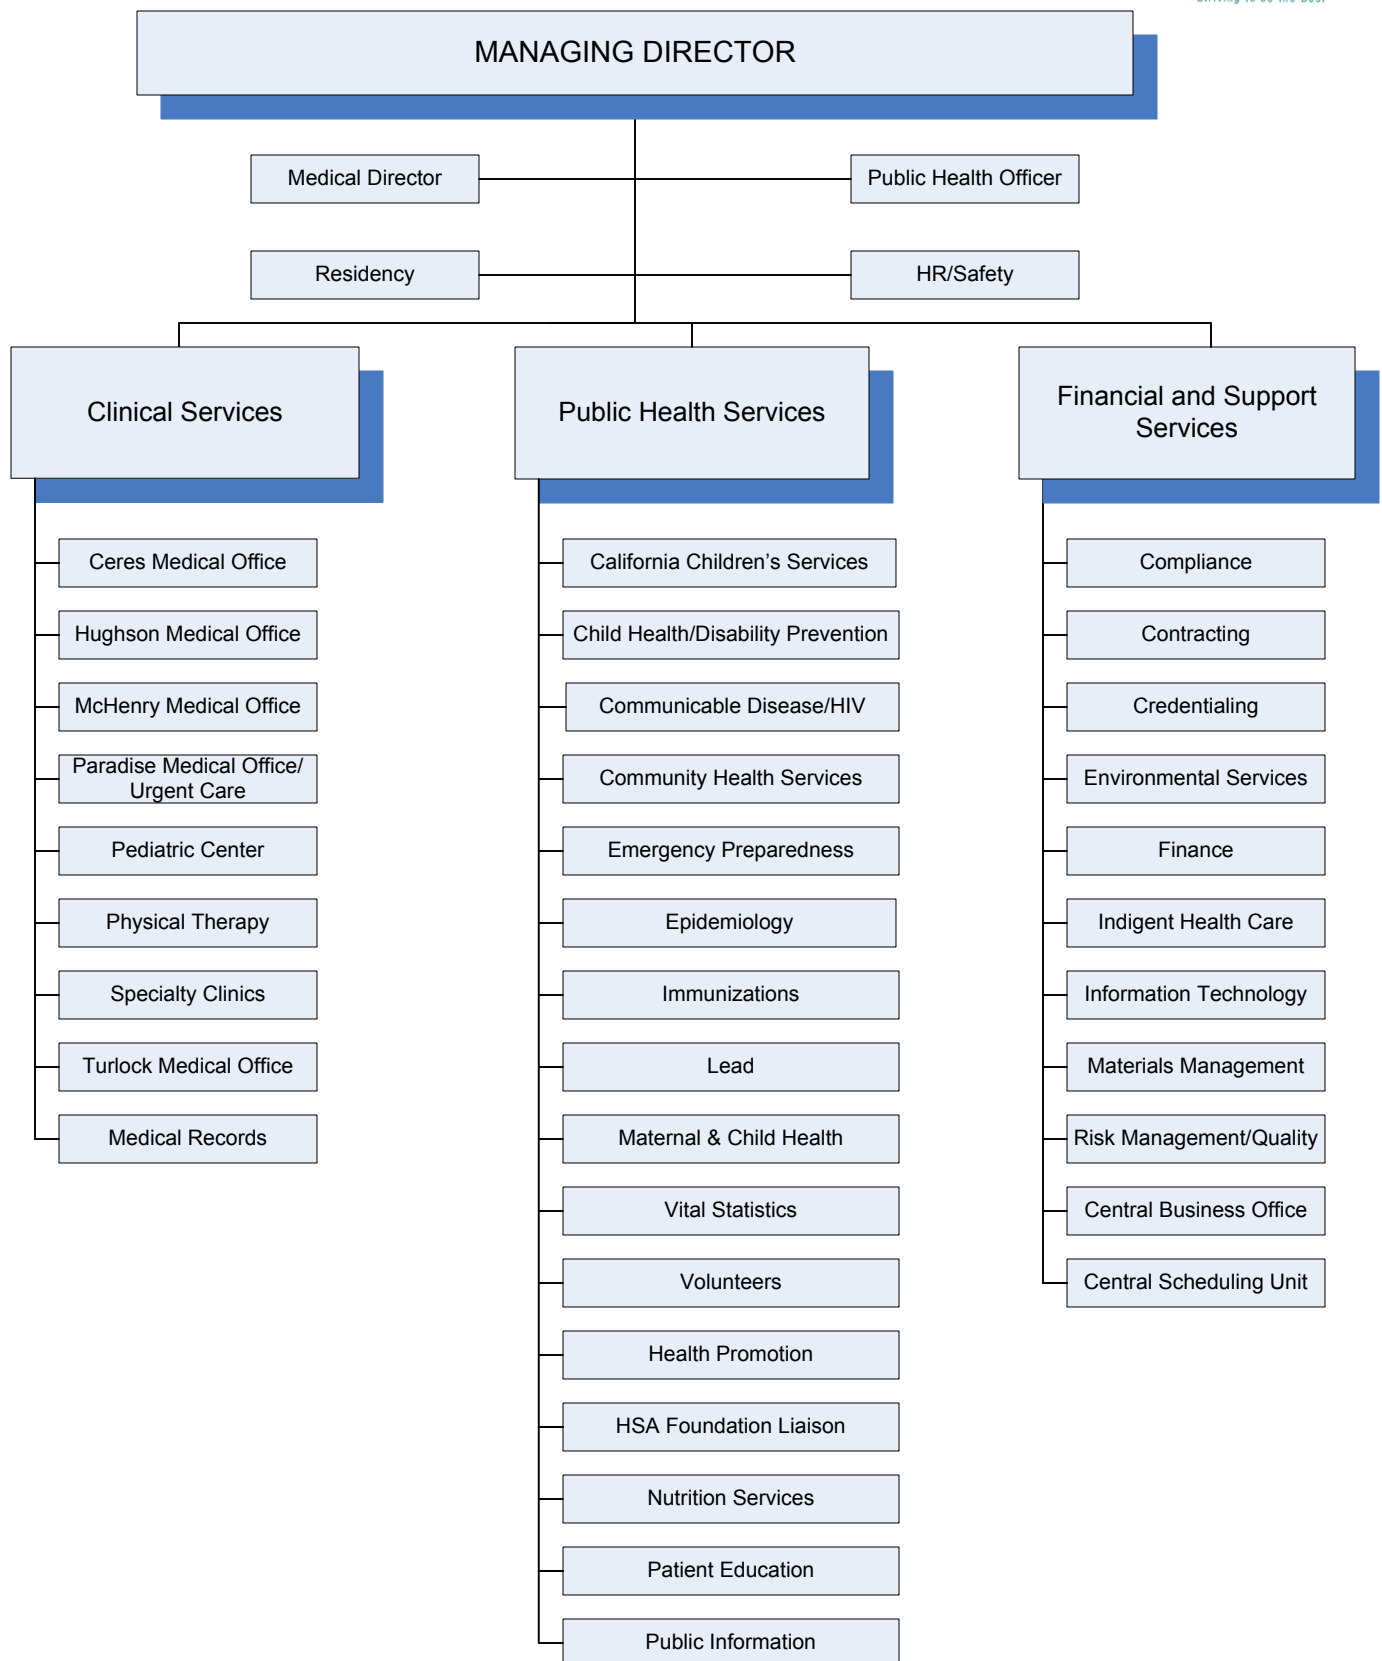 MANAGING DIRECTOR
Medical Director
Public Health Officer
Residency
HR/Safety
Clinical Services
Public Health Services
Financial and Support
Services
Ceres Medical Office
Hughson Medical Office
McHenry Medical Office
Paradise Medical Office/
Urgent Care
Pediatric Center
Physical Therapy
Specialty Clinics
Turlock Medical Office
Medical Records
California Children’s Services
Child Health/Disability Prevention
Communicable Disease/HIV
Community Health Services
Emergency Preparedness
Epidemiology
Immunizations
Lead
Maternal & Child Health
Vital Statistics
Volunteers
Health Promotion
HSA Foundation Liaison
Nutrition Services
Patient Education
Public Information
Compliance
Contracting
Credentialing
Environmental Services
Finance
Indigent Health Care
Information Technology
Materials Management
Risk Management/Quality
Central Business Office
Central Scheduling Unit